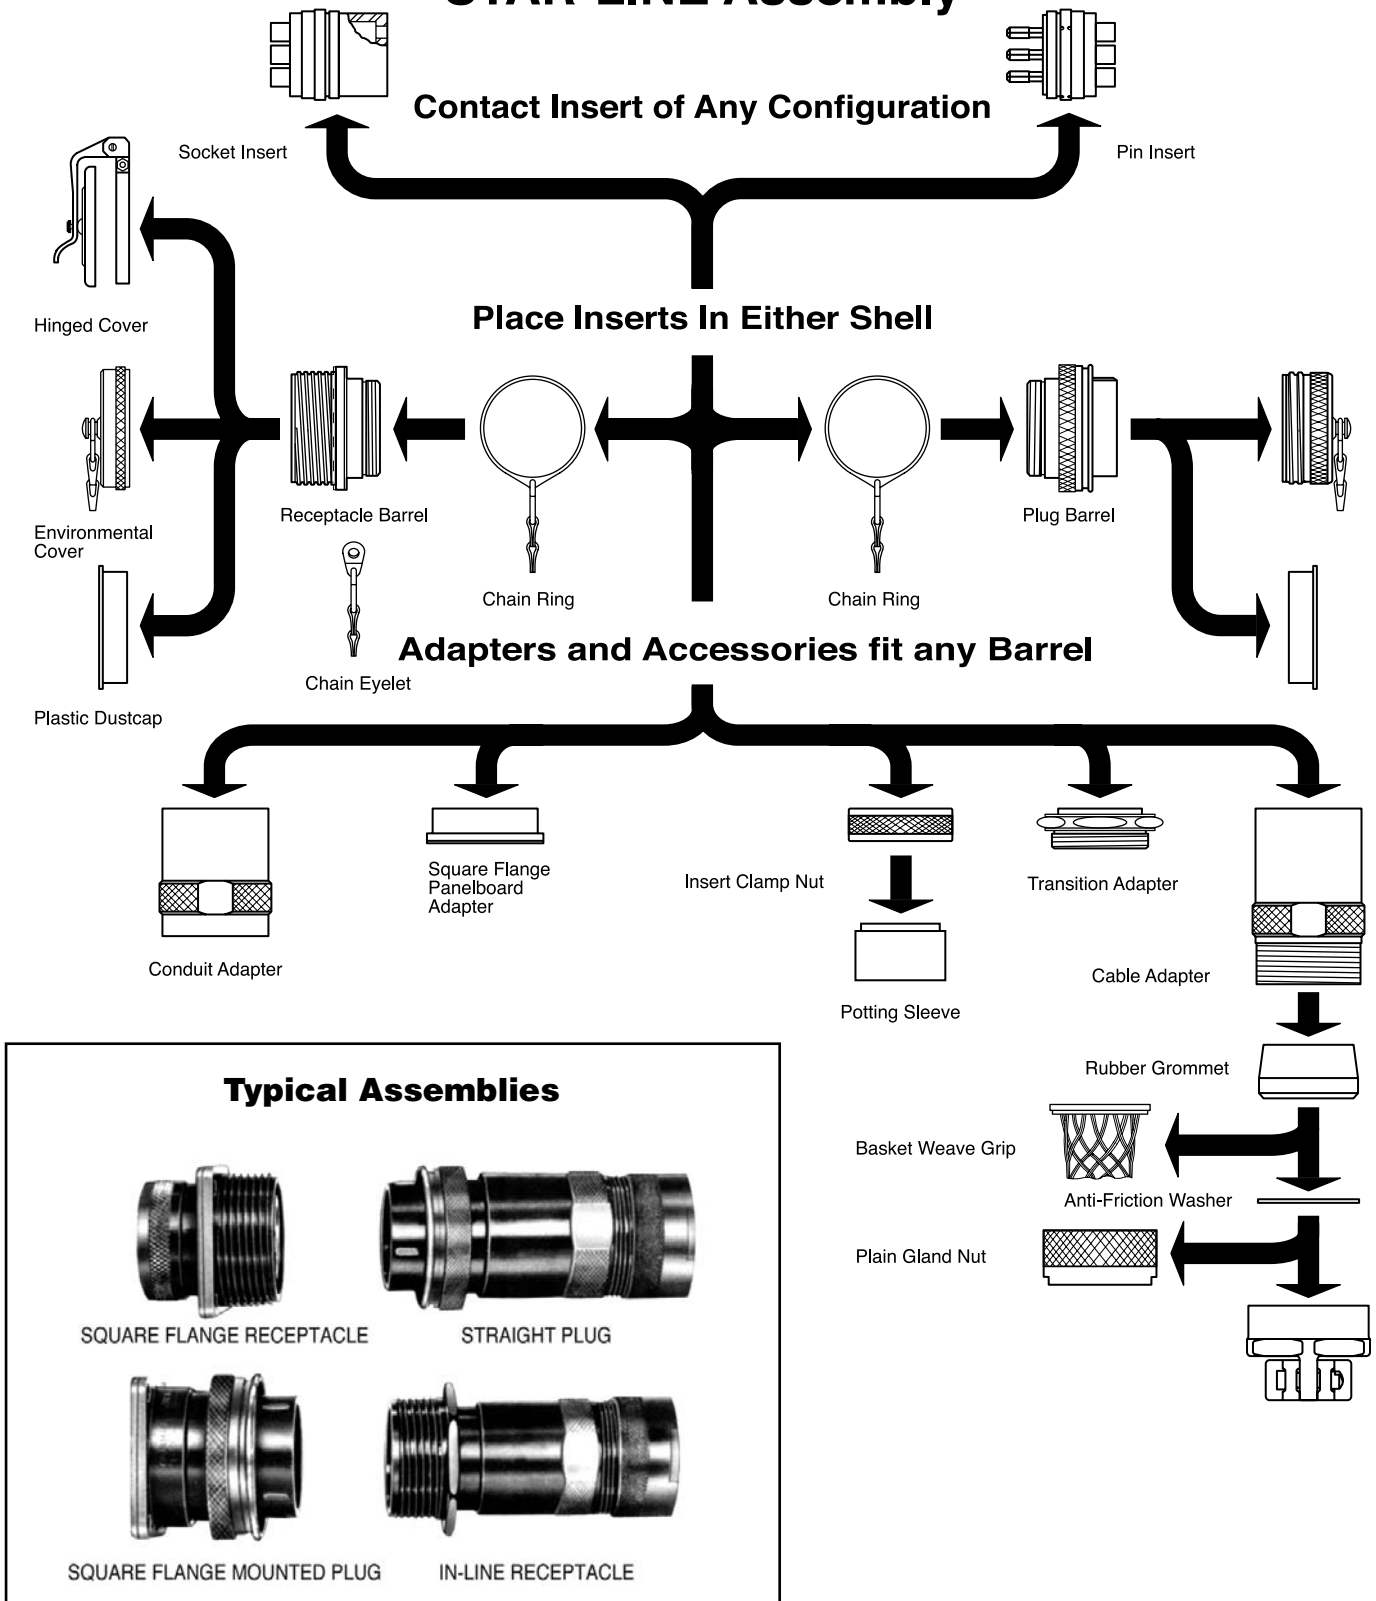 STAR-LINE Assembly
Contact Insert of Any Configuration
Socket Insert
Pin Insert
Place Inserts In Either Shell
Hinged Cover
Receptacle Barrel
Plug Barrel
Environmental
Cover
Chain Ring
Chain Ring
Adapters and Accessories fit any Barrel
Chain Eyelet
Plastic Dustcap
Square Flange
Panelboard
Adapter
Insert Clamp Nut
Transition Adapter
Conduit Adapter
Cable Adapter
Potting Sleeve
Rubber Grommet
Basket Weave Grip
Anti-Friction Washer
Plain Gland Nut
Typical Assemblies
SQUARE FLANGE RECEPTACLE
STRAIGHT PLUG
SQUARE FLANGE MOUNTED PLUG
IN-LINE RECEPTACLE